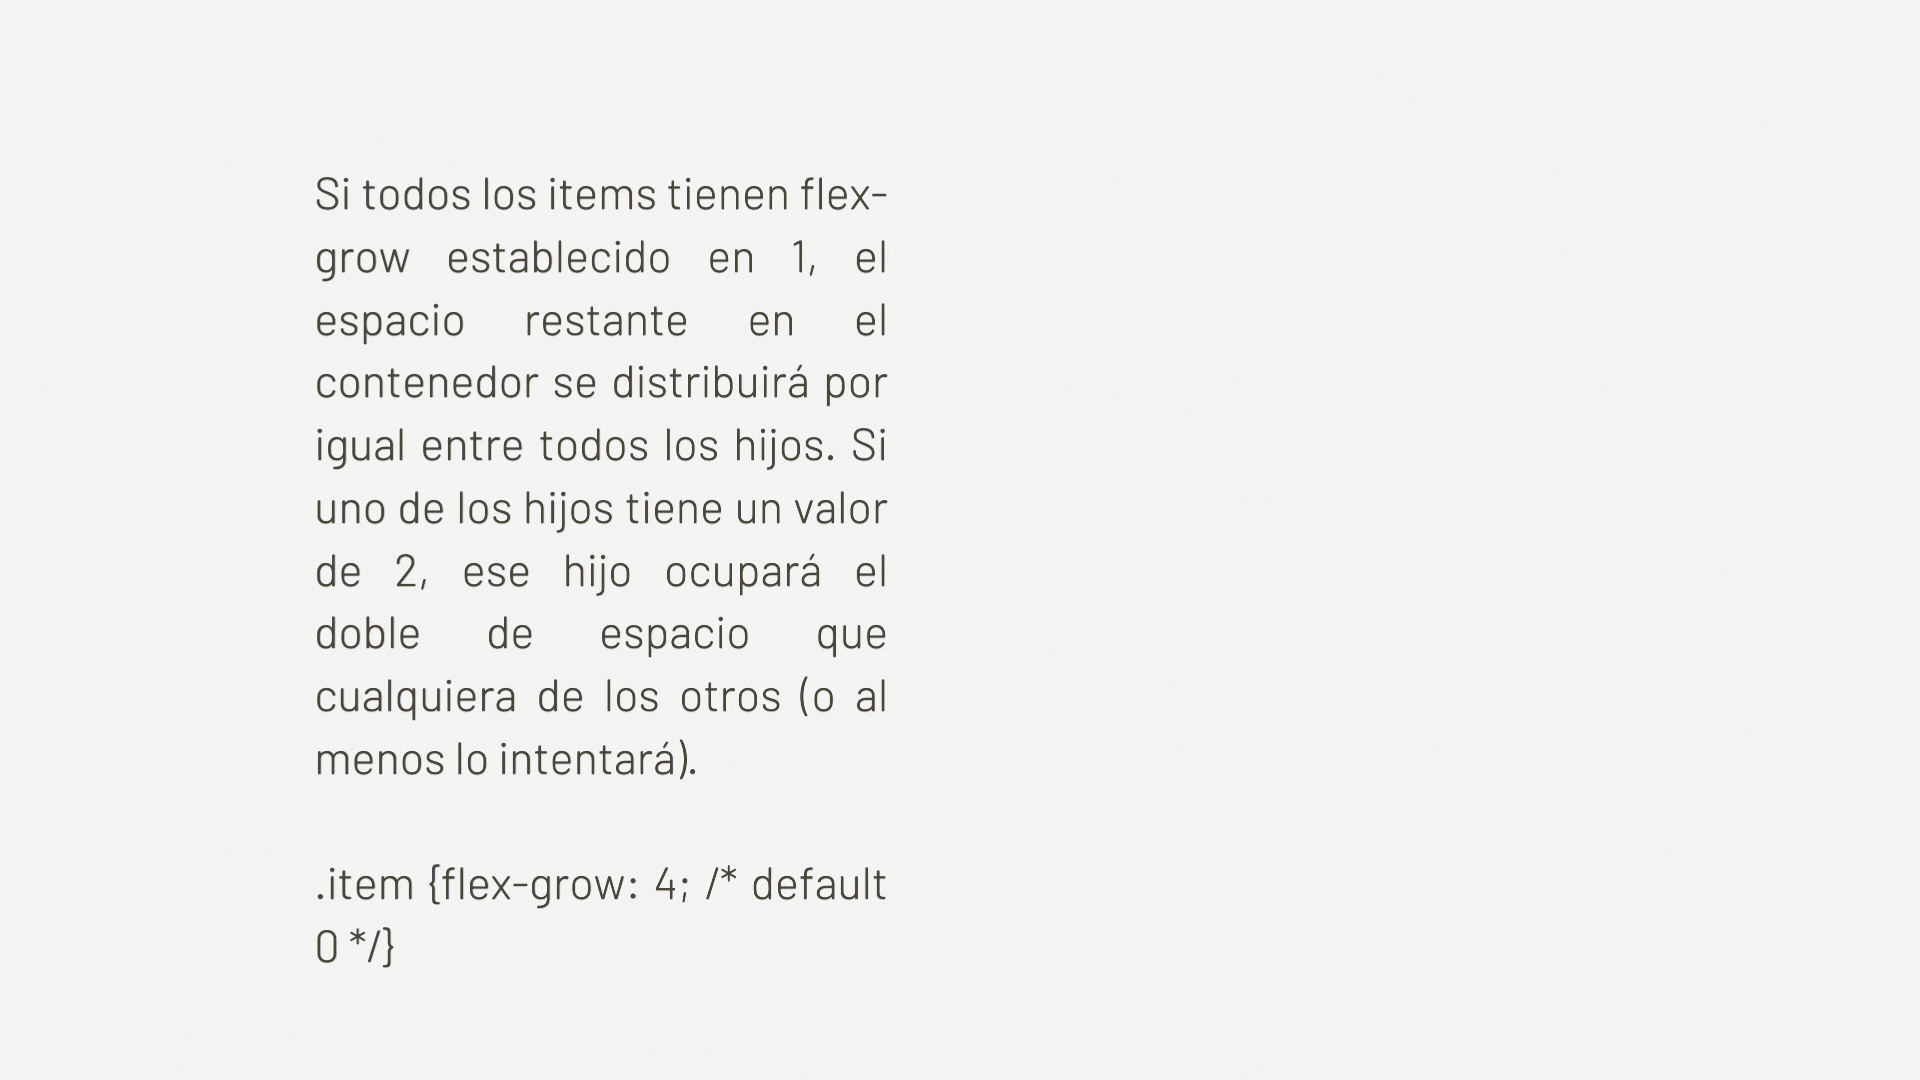 Si todos los items tienen flex-
grow establecido en 1, el
espacio restante en el
contenedor se distribuirá por
igual entre todos los hijos. Si
uno de los hijos tiene un valor
de 2, ese hijo ocupará el
doble de espacio que
cualquiera de los otros (o al
menos lo intentará).
.item {flex-grow: 4; /* default
0 */}